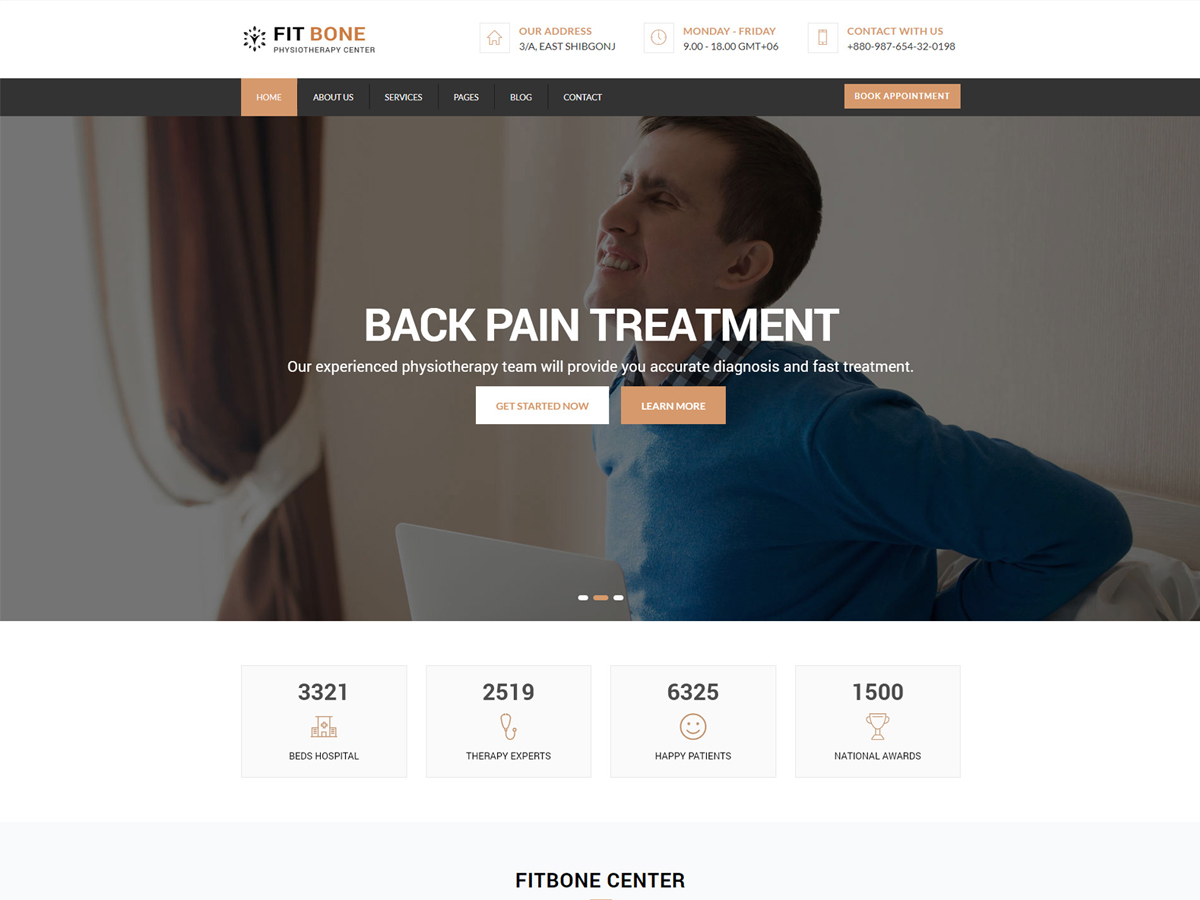 FIT BONE
PHYSIOTHERAPY CENTER
OUR ADDRESS
3/A, EAST SHIBGONJ
MONDAY - FRIDAY
9.00 - 18.00 GMT+06
CONTACT WITH US
+880-987-654-32-0198
HOME
ABOUT US
SERVICES
PAGES
BLOG
CONTACT
BOOK APPOINTMENT
BACK PAIN TREATMENT
Our experienced physiotherapy team will provide you accurate diagnosis and fast treatment.
GET STARTED NOW
LEARN MORE
3321
BEDS HOSPITAL
2519
THERAPY EXPERTS
6325
HAPPY PATIENTS
1500
NATIONAL AWARDS
FITBONE CENTER